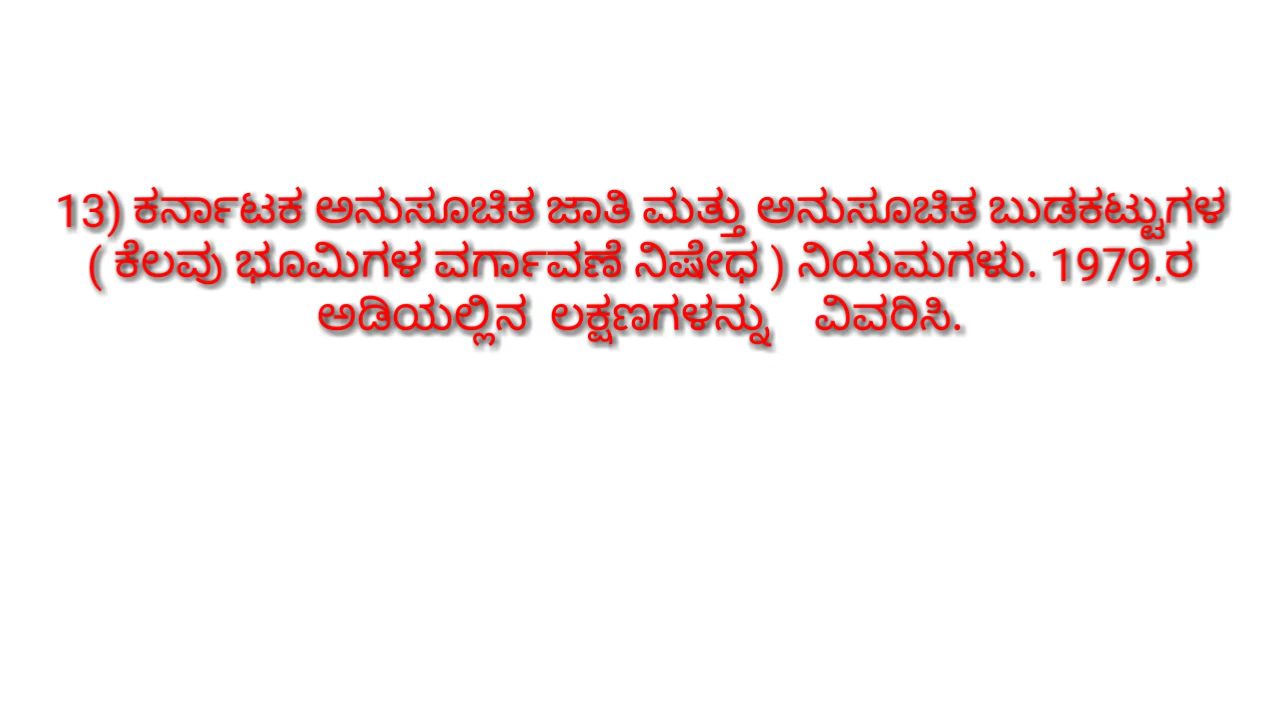 13) ಕರ್ನಾಟಕ ಅನುಸೂಚಿತ ಜಾತಿ ಮತ್ತು ಅನುಸೂಚಿತ ಬುಡಕಟ್ಟುಗಳ
( ಕೆಲವು ಭೂಮಿಗಳ ವರ್ಗಾವಣೆ ನಿಷೇಧ ) ನಿಯಮಗಳು. 1979.ರ
ಅಡಿಯಲ್ಲಿನ ಲಕ್ಷಣಗಳನ್ನು ವಿವರಿಸಿ.